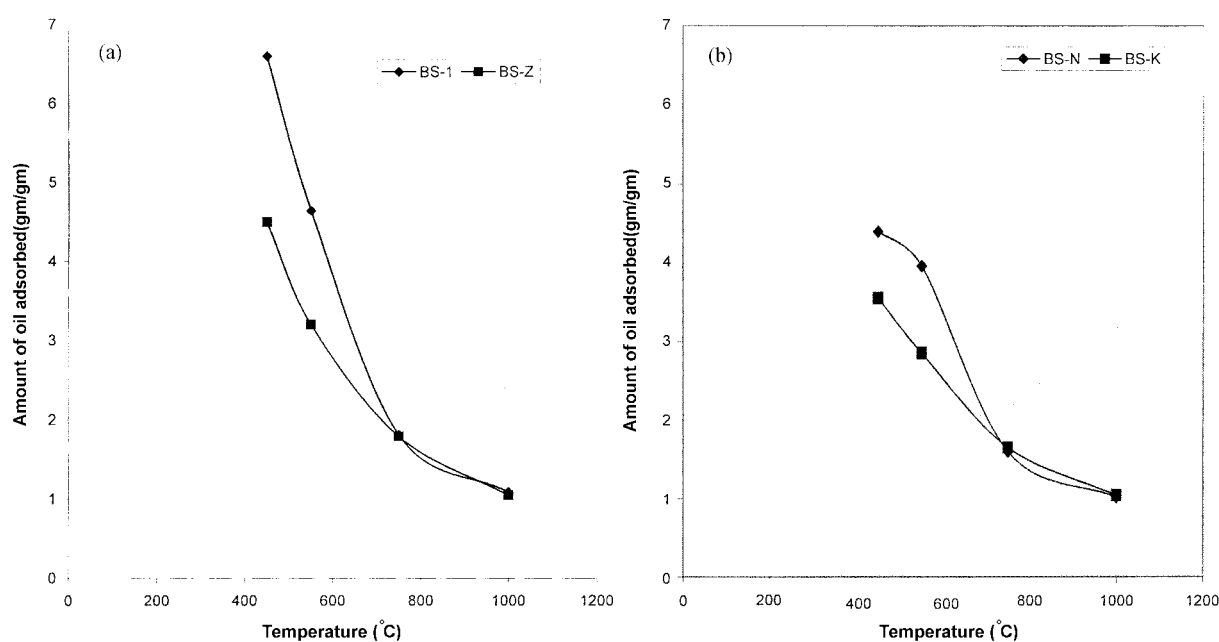 (a)
BS-1 BS-Z
7
6
5
4
3
2
1
0
0 200 400 600 800 1000 1200
Amount of oil adsorbed(gm/gm)
Temperature (°C)
(b)
BS-N BS-K
7
6
5
4
3
2
1
0
0 200 400 600 800 1000 1200
Amount of oil adsorbed(gm/gm)
Temperature (°C)